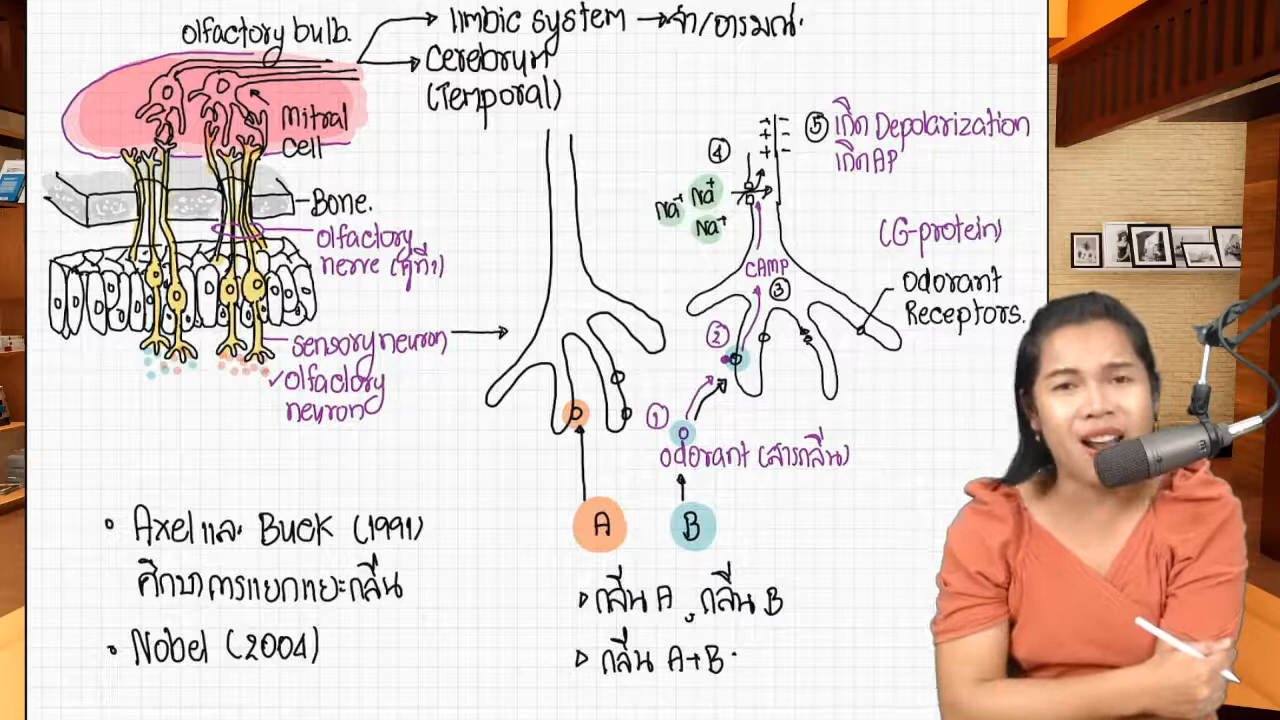 olfactory bulb.
limbic system → จำ/อารมณ์
Cerebrum
(Temporal)
Mitral
Cell
Bone.
olfactory
nerve (คู่ที่1)
sensory neuron
✓olfactory
neuron
④
Na⁺ Na⁺
Na⁺
⑤ เกิด Depolarization
เกิด AP
(G-protein)
cAMP
③
odorant
Receptors.
②
①
odorant (สารกลิ่น)
A
B
• Axel และ Buck (1991)
ศึกษาการแยกแยะกลิ่น
• Nobel (2004)
▷ กลิ่น A , กลิ่น B
▷ กลิ่น A+B